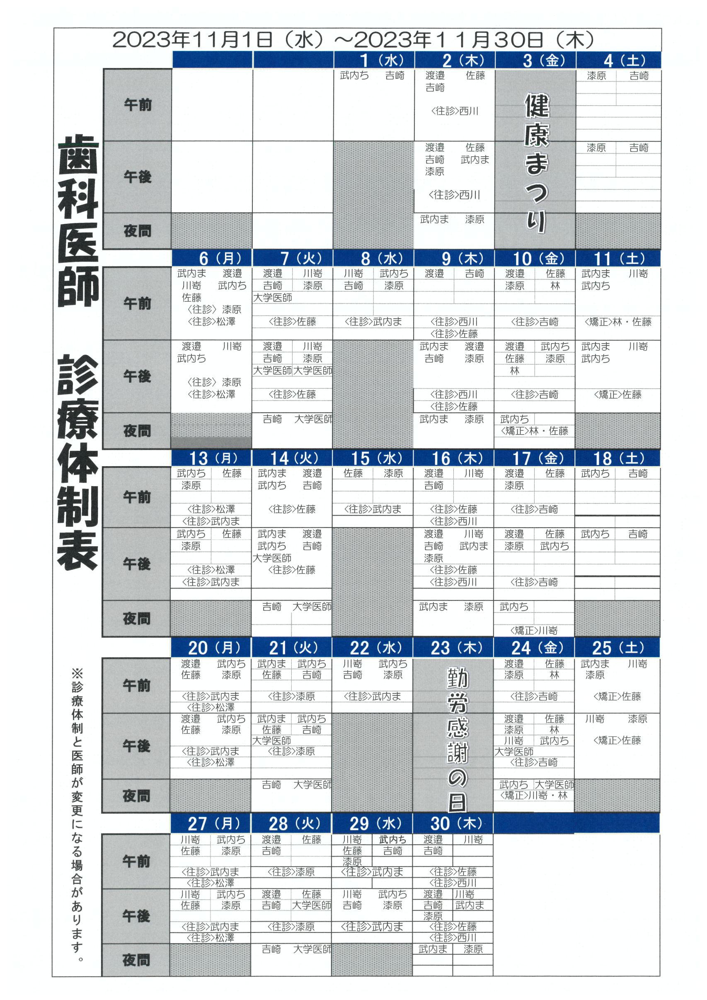 2023年11月1日（水）～2023年１１月３０日（木）
歯科医師　診療体制表
※診療体制と医師が変更になる場合があります。
1（水） 2（木） 3（金） 4（土）
午前
武内ち 吉崎
渡邉 佐藤
吉崎
<往診>西川
健康まつり
漆原 吉崎
午後
渡邉 佐藤
吉崎 武内ま
漆原
<往診>西川
漆原 吉崎
夜間
武内ま 漆原
6（月） 7（火） 8（水） 9（木） 10（金） 11（土）
午前
武内ま 渡邉
川嵜 武内ち
佐藤
〈往診〉漆原
<往診>松澤
渡邉 川嵜
吉崎 漆原
大学医師
<往診>佐藤
川嵜 武内ち
吉崎 漆原
<往診>武内ま
渡邉 吉崎
<往診>西川
<往診>佐藤
渡邉 佐藤
漆原 林
<往診>吉崎
武内ま 川嵜
武内ち
<矯正>林・佐藤
午後
渡邉 川嵜
武内ち
〈往診〉漆原
<往診>松澤
渡邉 川嵜
吉崎 漆原
大学医師 大学医師
<往診>佐藤
武内ま 渡邉
吉崎 漆原
<往診>西川
<往診>佐藤
渡邉 武内ち
佐藤 漆原
林
<往診>吉崎
武内ま 川嵜
武内ち
<矯正>佐藤
夜間
吉崎 大学医師
武内ま 漆原
武内ち
<矯正>林・佐藤
13（月） 14（火） 15（水） 16（木） 17（金） 18（土）
午前
武内ち 佐藤
漆原
<往診>松澤
<往診>武内ま
武内ま 渡邉
武内ち 吉崎
<往診>佐藤
佐藤 漆原
<往診>武内ま
渡邉 川嵜
吉崎
<往診>佐藤
<往診>西川
渡邉 佐藤
漆原
<往診>吉崎
武内ち 吉崎
午後
武内ち 佐藤
漆原
<往診>松澤
<往診>武内ま
武内ま 渡邉
武内ち 吉崎
大学医師
<往診>佐藤
渡邉 川嵜
吉崎 武内ま
漆原
<往診>佐藤
<往診>西川
渡邉 佐藤
漆原 武内ち
<往診>吉崎
武内ち 吉崎
夜間
吉崎 大学医師
武内ま 漆原
武内ち
<矯正>川嵜
20（月） 21（火） 22（水） 23（木） 24（金） 25（土）
午前
渡邉 武内ち
佐藤 漆原
<往診>武内ま
<往診>松澤
武内ま 武内ち
佐藤 吉崎
<往診>漆原
川嵜 武内ち
吉崎 漆原
<往診>武内ま
勤労感謝の日
渡邉 佐藤
漆原 林
<往診>吉崎
武内ま 川嵜
漆原
<矯正>佐藤
午後
渡邉 武内ち
佐藤 漆原
<往診>武内ま
<往診>松澤
武内ま 武内ち
佐藤 吉崎
大学医師
<往診>漆原
渡邉 佐藤
漆原 林
川嵜 武内ち
大学医師
<往診>吉崎
川嵜 漆原
<矯正>佐藤
夜間
吉崎 大学医師
武内ち 大学医師
<矯正>川嵜・林
27（月） 28（火） 29（水） 30（木）
午前
川嵜 武内ち
佐藤 漆原
<往診>武内ま
<往診>松澤
渡邉 佐藤
吉崎
<往診>漆原
川嵜 武内ち
佐藤 吉崎
漆原
<往診>武内ま
渡邉 川嵜
吉崎
<往診>佐藤
<往診>西川
午後
川嵜 武内ち
佐藤 漆原
<往診>武内ま
<往診>松澤
渡邉 佐藤
吉崎 大学医師
<往診>漆原
川嵜 武内ち
吉崎 漆原
<往診>武内ま
渡邉 川嵜
吉崎 武内ま
漆原
<往診>佐藤
<往診>西川
夜間
吉崎 大学医師
武内ま 漆原